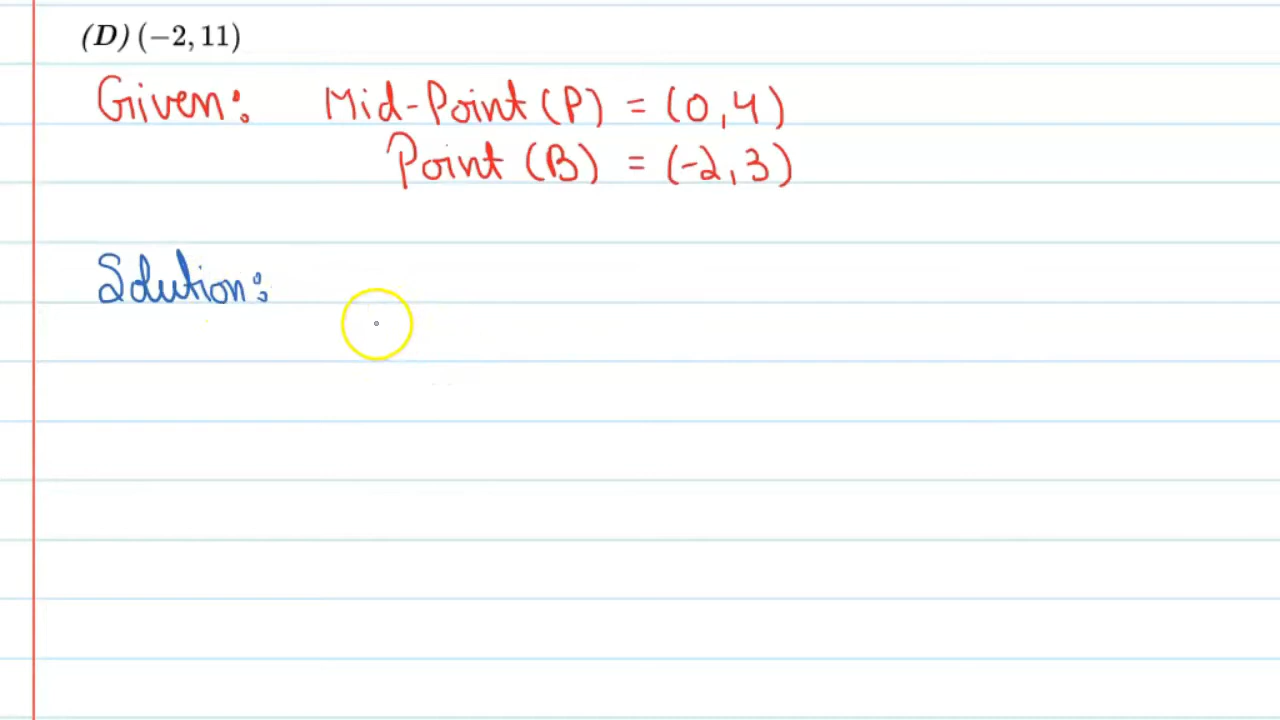 (D) (−2, 11)
Given: Mid-Point (P) = (0, 4)
Point (B) = (-2, 3)
Solution: